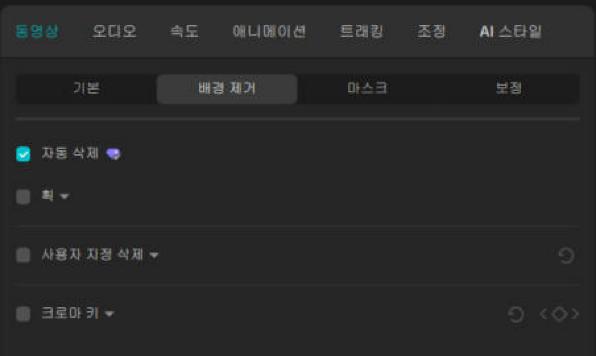 동영상 오디오 속도 애니메이션 트래킹 조정 AI 스타일
기본 배경 제거 마스크 보정
자동 삭제
획
사용자 지정 삭제
크로마 키